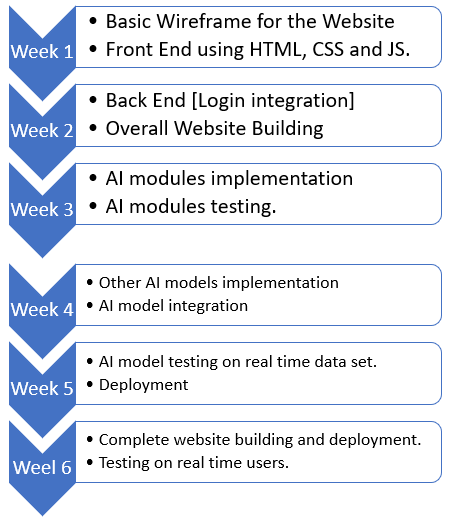 Week 1
• Basic Wireframe for the Website
• Front End using HTML, CSS and JS.
Week 2
• Back End [Login integration]
• Overall Website Building
Week 3
• AI modules implementation
• AI modules testing.
Week 4
• Other AI models implementation
• AI model integration
Week 5
• AI model testing on real time data set.
• Deployment
Weel 6
• Complete website building and deployment.
• Testing on real time users.